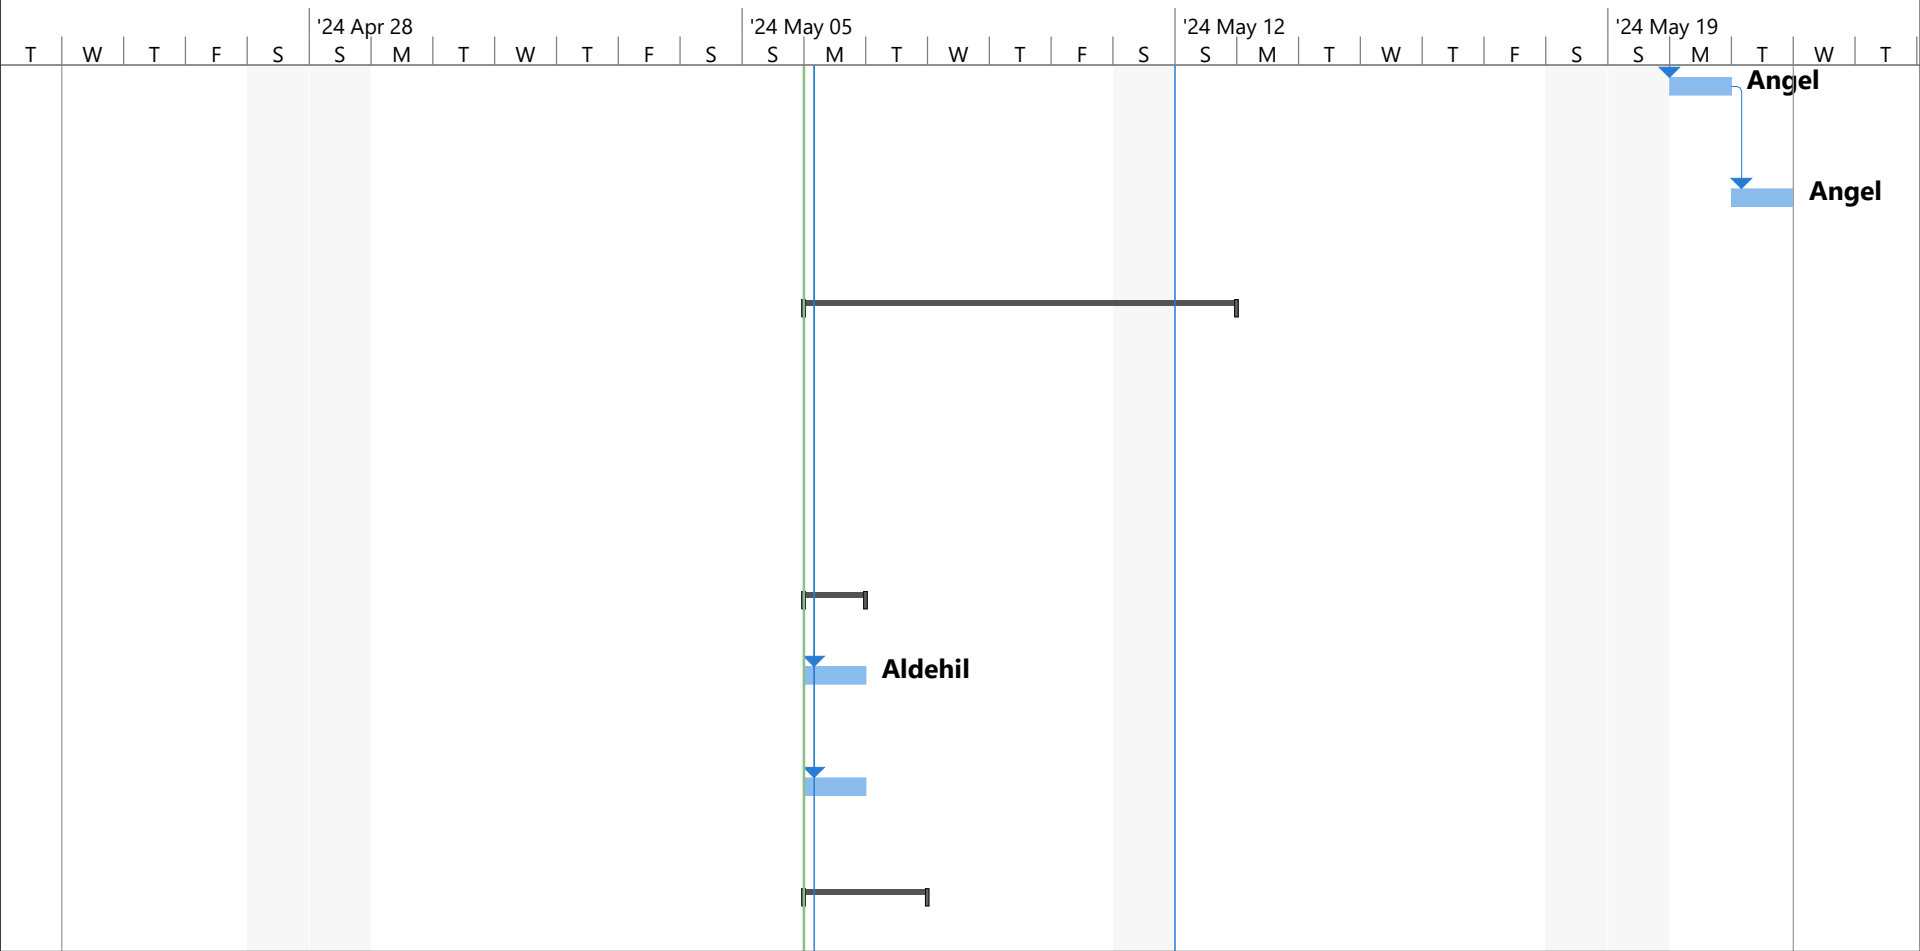 '24 Apr 28 '24 May 05 '24 May 12 '24 May 19
T W T F S S M T W T F S S M T W T F S S M T W T F S S M T W T
Angel
Angel
Aldehil